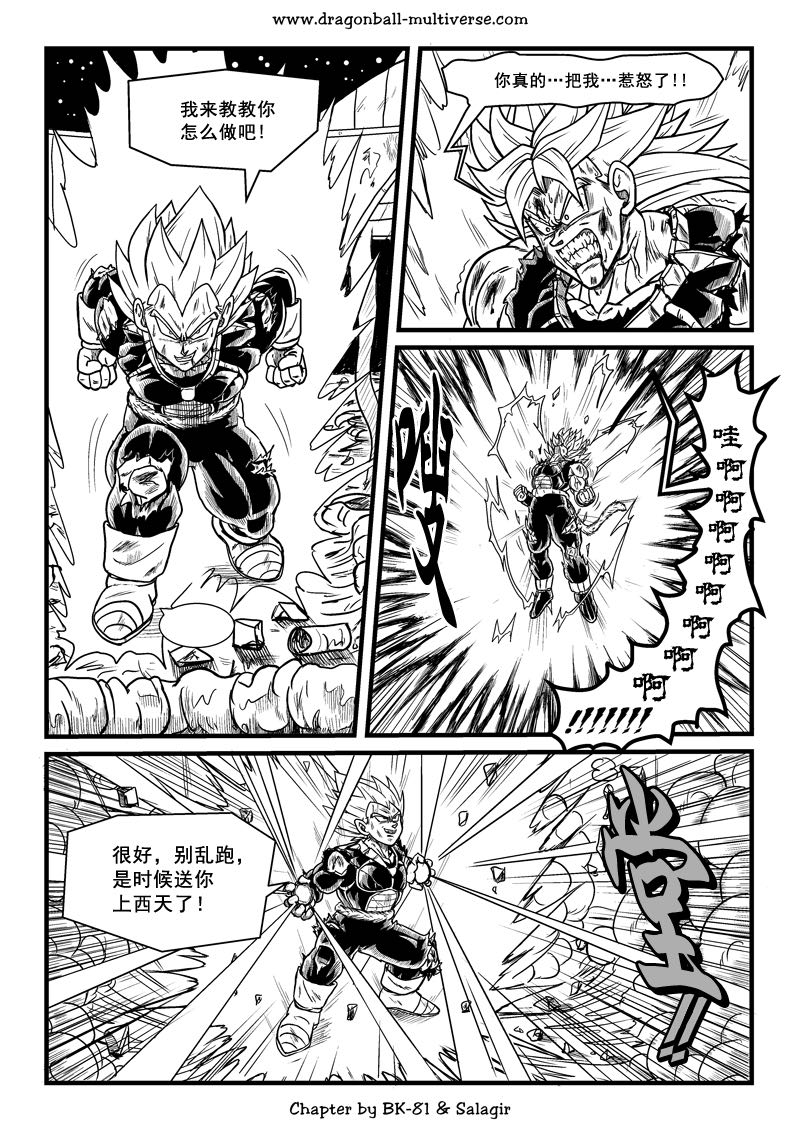 www.dragonball-multiverse.com
我来教教你
怎么做吧!
你真的…把我…惹怒了!!
哇啊啊啊啊啊啊啊啊
!!!!!!!!
很好，别乱跑，
是时候送你
上西天了!
Chapter by BK-81 & Salagir